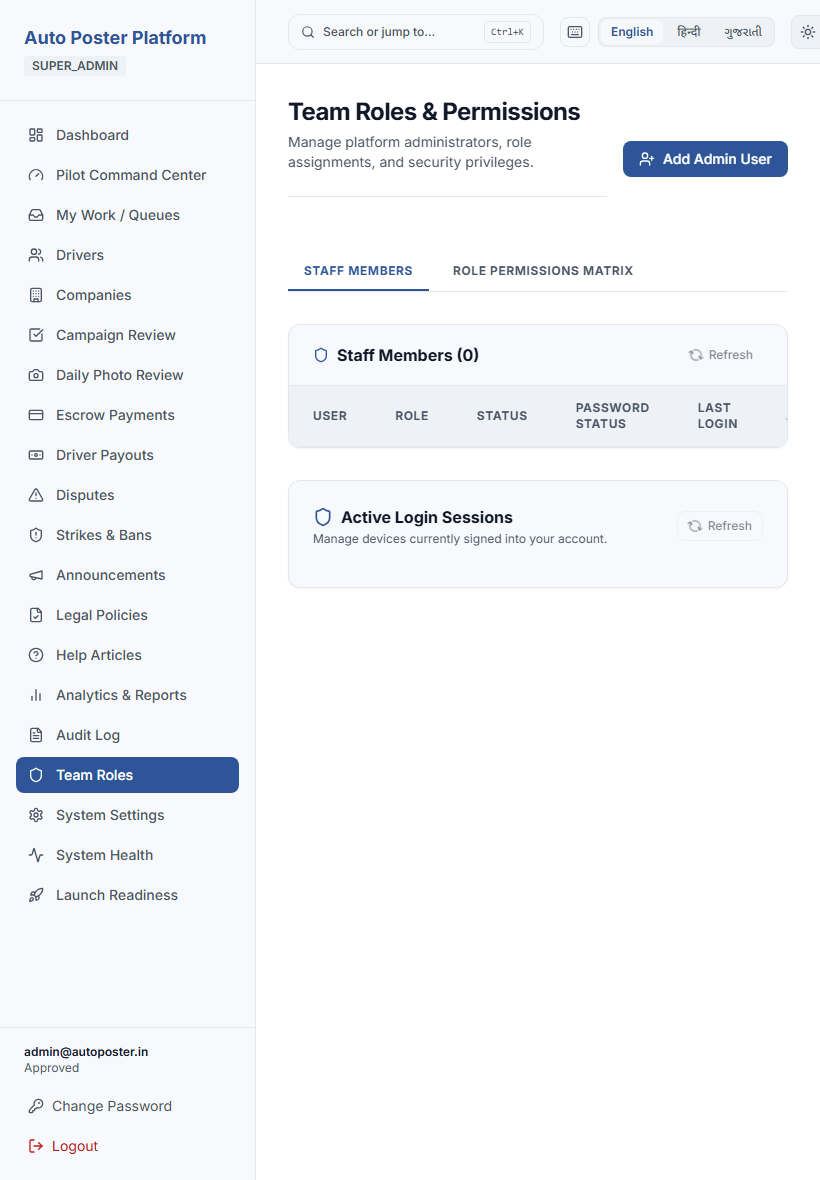 Auto Poster Platform
SUPER_ADMIN
Dashboard
Pilot Command Center
My Work / Queues
Drivers
Companies
Campaign Review
Daily Photo Review
Escrow Payments
Driver Payouts
Disputes
Strikes & Bans
Announcements
Legal Policies
Help Articles
Analytics & Reports
Audit Log
Team Roles
System Settings
System Health
Launch Readiness
admin@autoposter.in
Approved
Change Password
Logout
Search or jump to... Ctrl+K
English हिन्दी ગુજરાતી
Team Roles & Permissions
Manage platform administrators, role
assignments, and security privileges.
Add Admin User
STAFF MEMBERS ROLE PERMISSIONS MATRIX
Staff Members (0) Refresh
USER ROLE STATUS PASSWORD STATUS LAST LOGIN
Active Login Sessions
Manage devices currently signed into your account.
Refresh